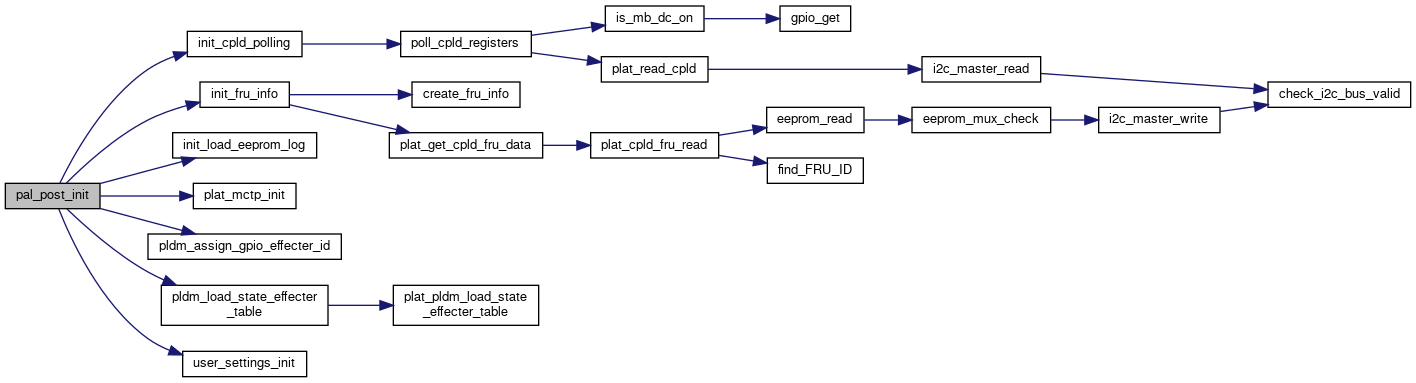 pal_post_init
init_cpld_polling
poll_cpld_registers
is_mb_dc_on
gpio_get
plat_read_cpld
i2c_master_read
check_i2c_bus_valid
init_fru_info
create_fru_info
plat_get_cpld_fru_data
plat_cpld_fru_read
eeprom_read
eeprom_mux_check
i2c_master_write
find_FRU_ID
init_load_eeprom_log
plat_mctp_init
pldm_assign_gpio_effecter_id
pldm_load_state_effecter
_table
plat_pldm_load_state
_effecter_table
user_settings_init